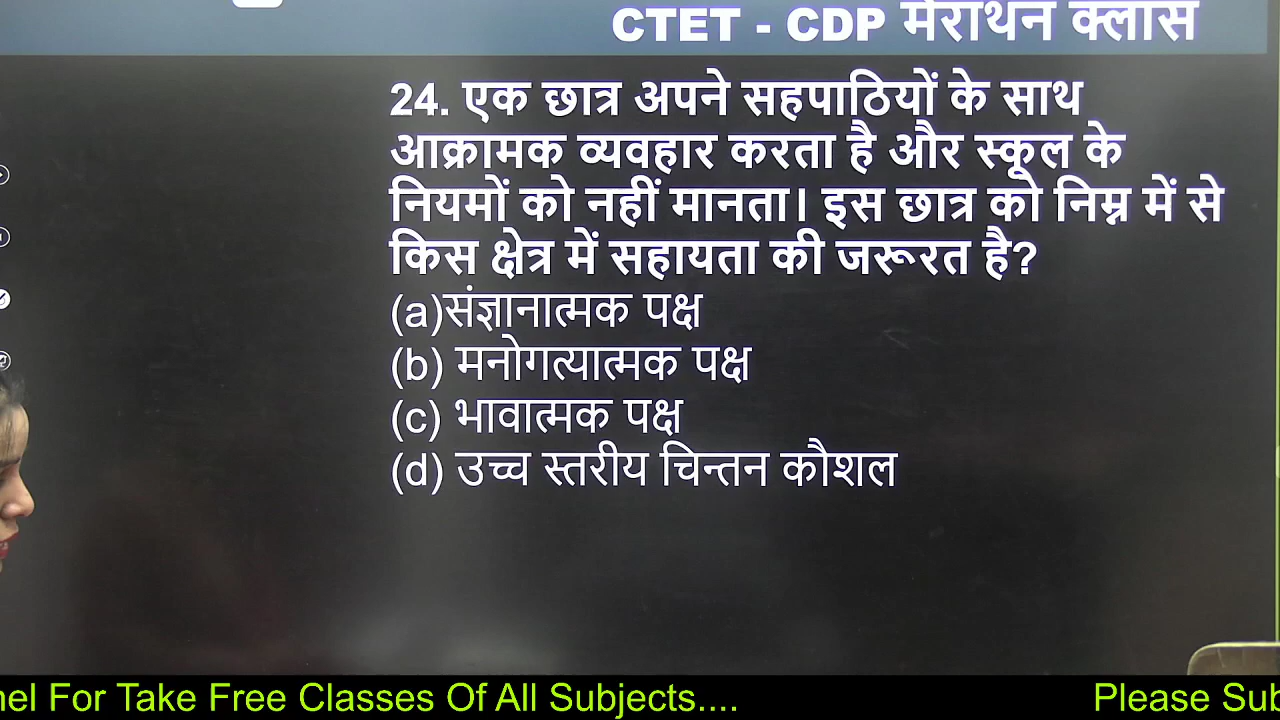 CTET - CDP मैराथन क्लास
24. एक छात्र अपने सहपाठियों के साथ
आक्रामक व्यवहार करता है और स्कूल के
नियमों को नहीं मानता। इस छात्र को निम्न में से
किस क्षेत्र में सहायता की जरूरत है?
(a)संज्ञानात्मक पक्ष
(b) मनोगत्यात्मक पक्ष
(c) भावात्मक पक्ष
(d) उच्च स्तरीय चिन्तन कौशल
For Take Free Classes Of All Subjects.... Please